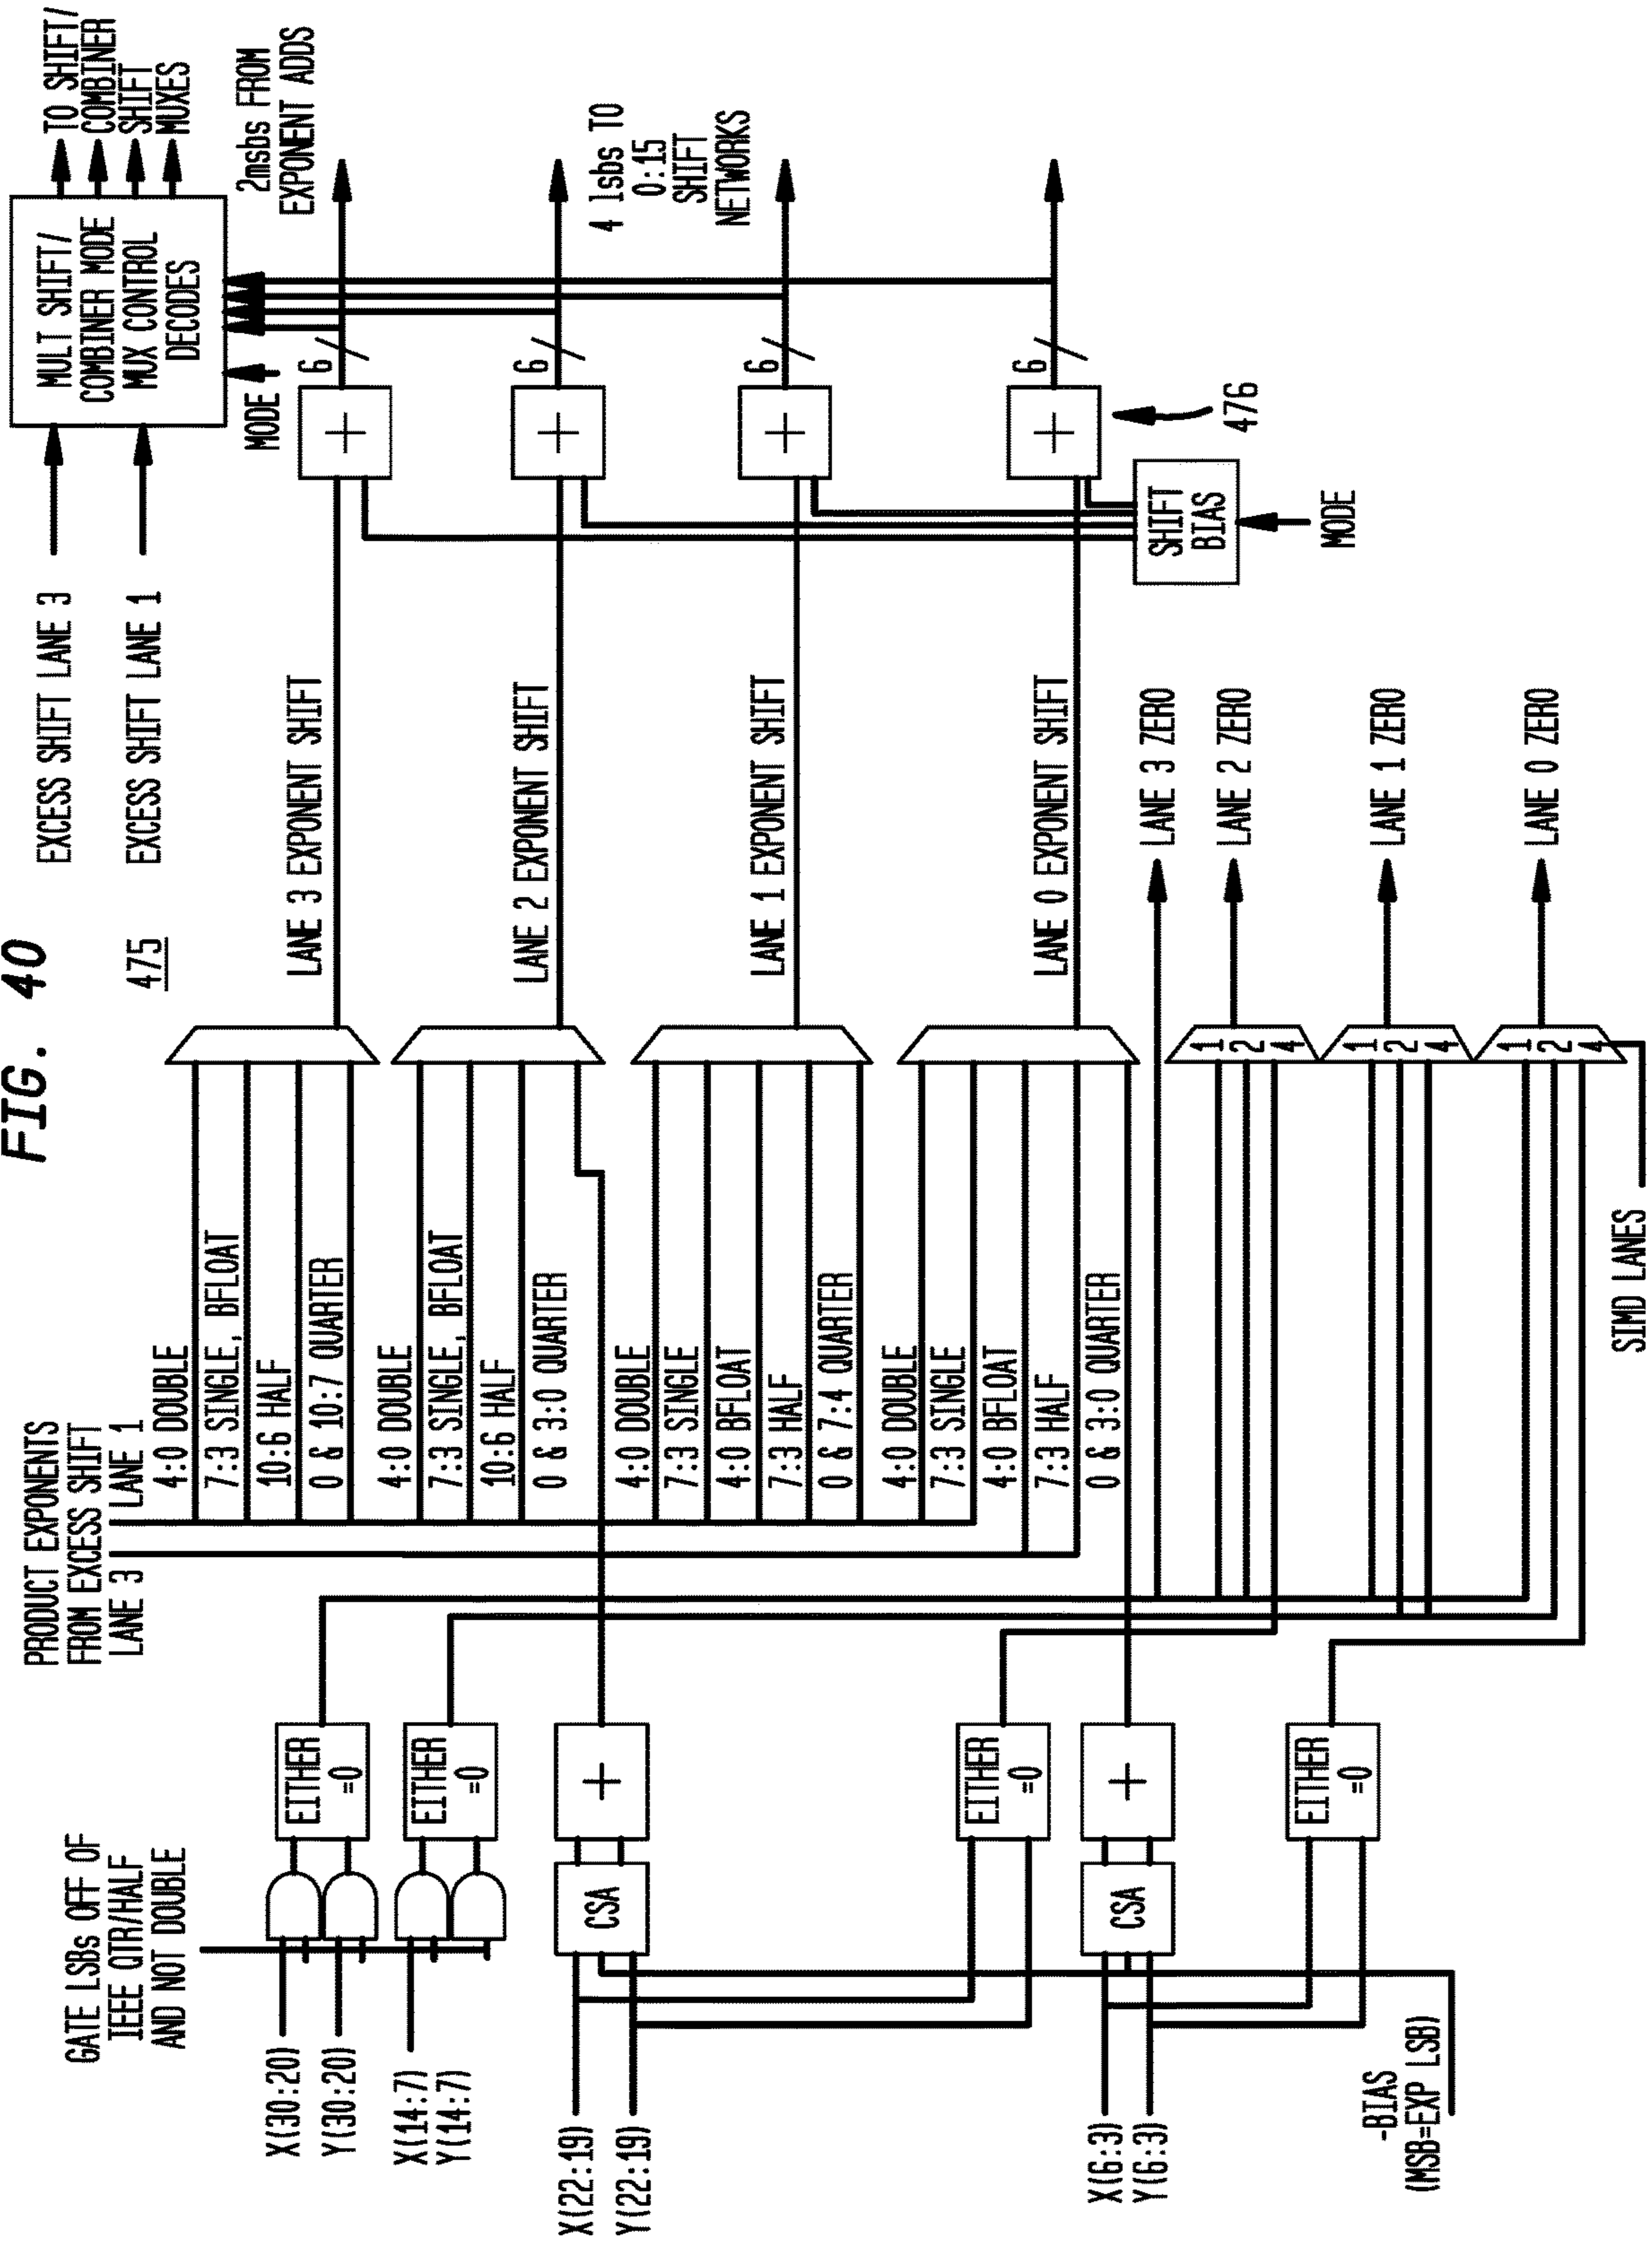 FIG. 40
475
GATE LSBs OFF OF
IEEE QTR/HALF
AND NOT DOUBLE
X(30:20)
Y(30:20)
X(14:7)
Y(14:7)
X(22:19)
Y(22:19)
X(6:3)
Y(6:3)
-BIAS
(MSB=EXP LSB)
EITHER
=0
EITHER
=0
CSA
+
EITHER
=0
CSA
+
EITHER
=0
PRODUCT EXPONENTS
FROM EXCESS SHIFT
LANE 3
LANE 1
4:0 DOUBLE
7:3 SINGLE, BFLOAT
10:6 HALF
0 & 10:7 QUARTER
4:0 DOUBLE
7:3 SINGLE, BFLOAT
10:6 HALF
0 & 3:0 QUARTER
4:0 DOUBLE
7:3 SINGLE
4:0 BFLOAT
7:3 HALF
0 & 7:4 QUARTER
4:0 DOUBLE
7:3 SINGLE
4:0 BFLOAT
7:3 HALF
0 & 3:0 QUARTER
SIMD LANES
1
2
4
1
2
4
1
2
4
EXCESS SHIFT LANE 3
EXCESS SHIFT LANE 1
LANE 3 EXPONENT SHIFT
LANE 2 EXPONENT SHIFT
LANE 1 EXPONENT SHIFT
LANE 0 EXPONENT SHIFT
LANE 3 ZERO
LANE 2 ZERO
LANE 1 ZERO
LANE 0 ZERO
SHIFT
BIAS
MODE
+
+
+
+
476
6
6
6
6
MODE
MULT SHIFT/
COMBINER MODE
MUX CONTROL
DECODES
TO SHIFT/
COMBINER
SHIFT
MUXES
2msbs FROM
EXPONENT ADDS
4 lsbs TO
0:15
SHIFT
NETWORKS